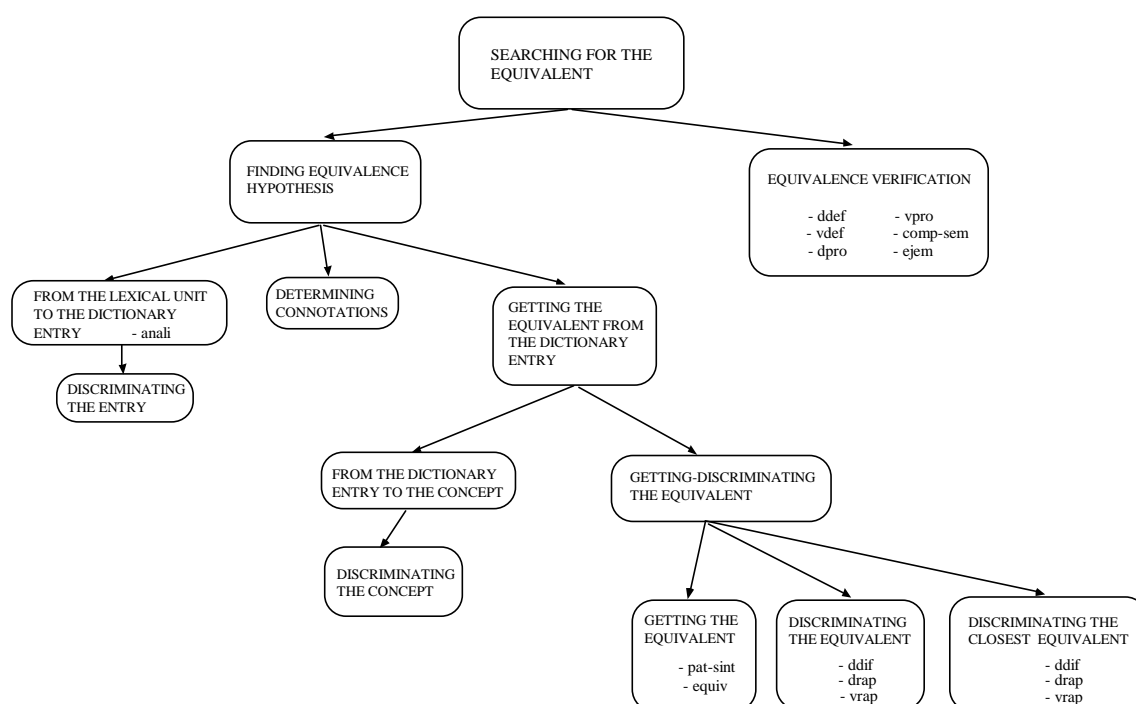 SEARCHING FOR THE
EQUIVALENT
FINDING EQUIVALENCE
HYPOTHESIS
EQUIVALENCE VERIFICATION
- ddef - vpro
- vdef - comp-sem
- dpro - ejem
FROM THE LEXICAL UNIT
TO THE DICTIONARY
ENTRY - anali
DETERMINING
CONNOTATIONS
GETTING THE
EQUIVALENT FROM
THE DICTIONARY
ENTRY
DISCRIMINATING
THE ENTRY
FROM THE DICTIONARY
ENTRY TO THE CONCEPT
GETTING-DISCRIMINATING
THE EQUIVALENT
DISCRIMINATING
THE CONCEPT
GETTING THE
EQUIVALENT
- pat-sint
- equiv
DISCRIMINATING
THE EQUIVALENT
- ddif
- drap
- vrap
DISCRIMINATING THE
CLOSEST EQUIVALENT
- ddif
- drap
- vrap